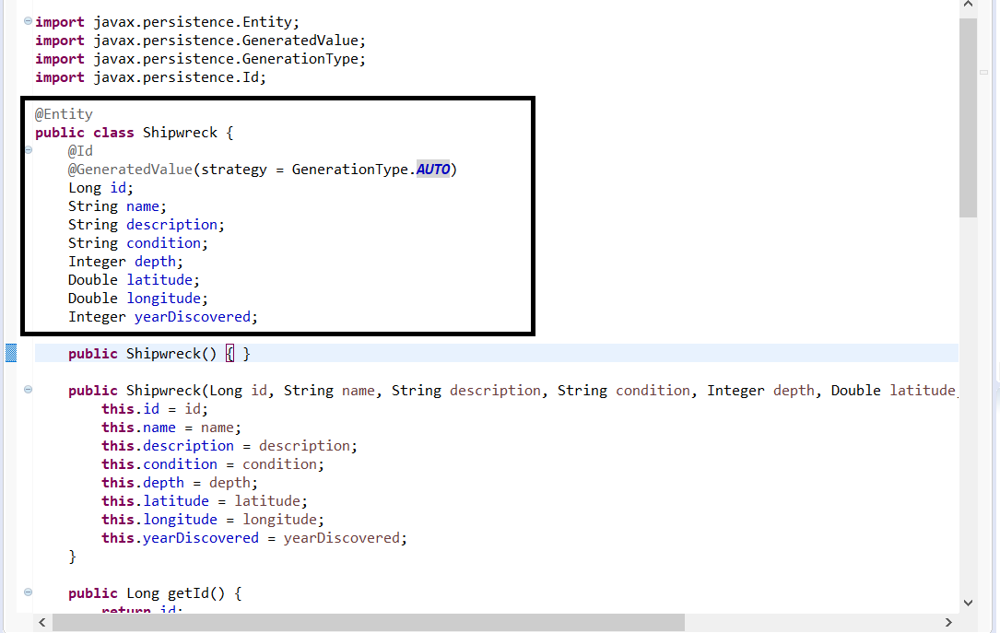 import javax.persistence.Entity;
import javax.persistence.GeneratedValue;
import javax.persistence.GenerationType;
import javax.persistence.Id;
@Entity
public class Shipwreck {
@Id
@GeneratedValue(strategy = GenerationType.AUTO)
Long id;
String name;
String description;
String condition;
Integer depth;
Double latitude;
Double longitude;
Integer yearDiscovered;
public Shipwreck() { }
public Shipwreck(Long id, String name, String description, String condition, Integer depth, Double latitude,
this.id = id;
this.name = name;
this.description = description;
this.condition = condition;
this.depth = depth;
this.latitude = latitude;
this.longitude = longitude;
this.yearDiscovered = yearDiscovered;
}
public Long getId() {
return id;